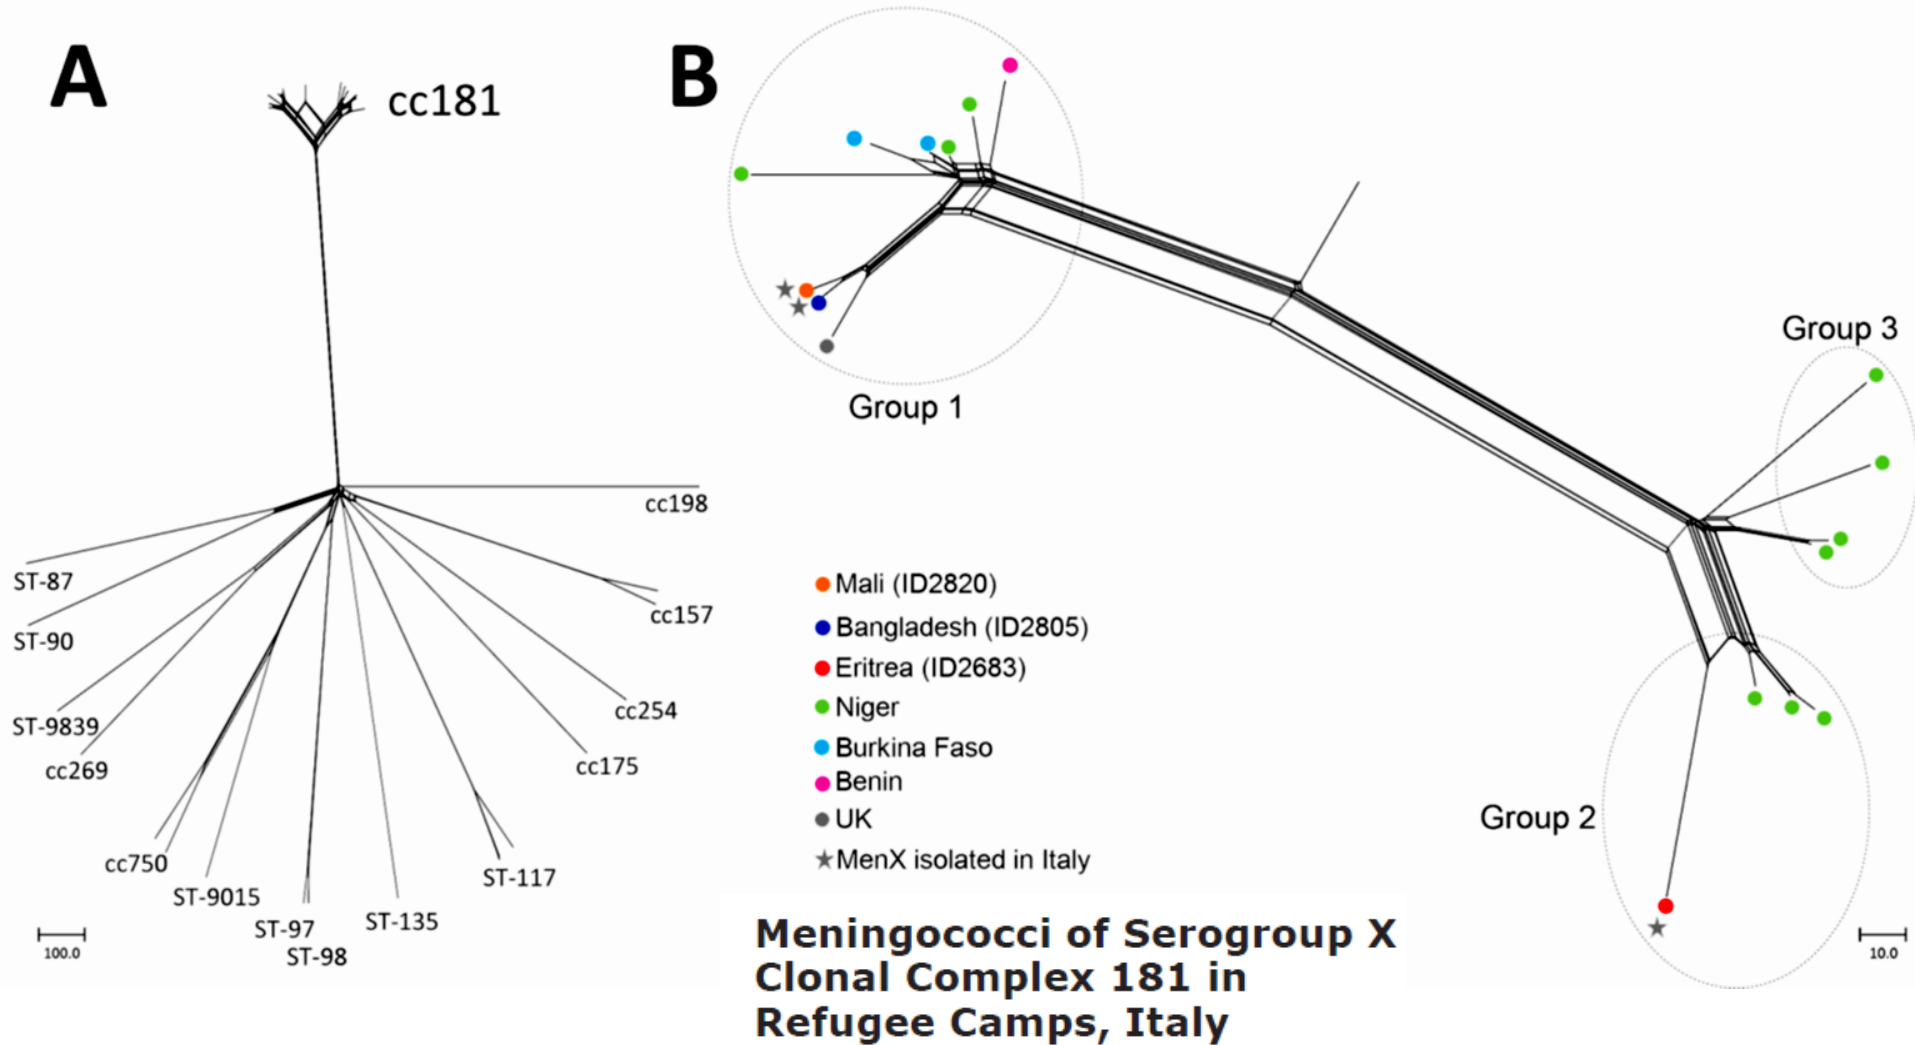 A
cc181
cc198
ST-87
cc157
ST-90
cc254
ST-9839
cc269
cc175
cc750
ST-9015
ST-117
ST-97
ST-135
ST-98
100.0
B
Group 1
Group 3
Group 2
Mali (ID2820)
Bangladesh (ID2805)
Eritrea (ID2683)
Niger
Burkina Faso
Benin
UK
MenX isolated in Italy
10.0
Meningococci of Serogroup X
Clonal Complex 181 in
Refugee Camps, Italy